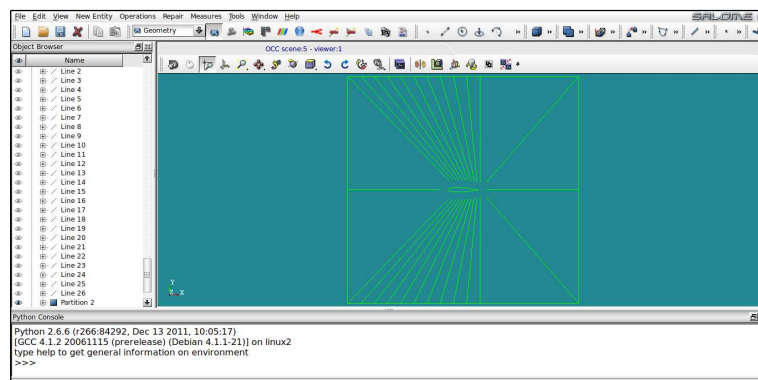 File Edit View New Entity Operations Repair Measures Tools Window Help
SALOME
Geometry
Object Browser
OCC scene:5 - viewer:1
Name
Line 2
Line 3
Line 4
Line 5
Line 6
Line 7
Line 8
Line 9
Line 10
Line 11
Line 12
Line 13
Line 14
Line 15
Line 16
Line 17
Line 18
Line 19
Line 20
Line 21
Line 22
Line 23
Line 24
Line 25
Line 26
Partition 2
Y
Z X
Python Console
Python 2.6.6 (r266:84292, Dec 13 2011, 10:05:17)
[GCC 4.1.2 20061115 (prerelease) (Debian 4.1.1-21)] on linux2
type help to get general information on environment
>>>